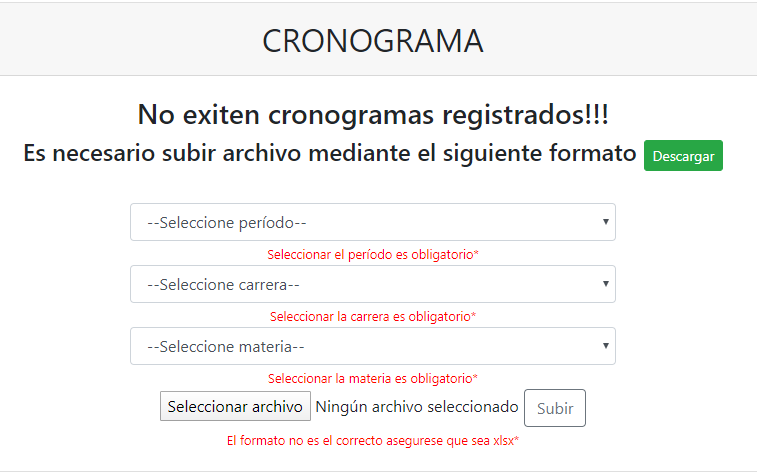 CRONOGRAMA
No exiten cronogramas registrados!!!
Es necesario subir archivo mediante el siguiente formato Descargar
--Seleccione período--
Seleccionar el período es obligatorio*
--Seleccione carrera--
Seleccionar la carrera es obligatorio*
--Seleccione materia--
Seleccionar la materia es obligatorio*
Seleccionar archivo Ningún archivo seleccionado Subir
El formato no es el correcto asegurese que sea xlsx*